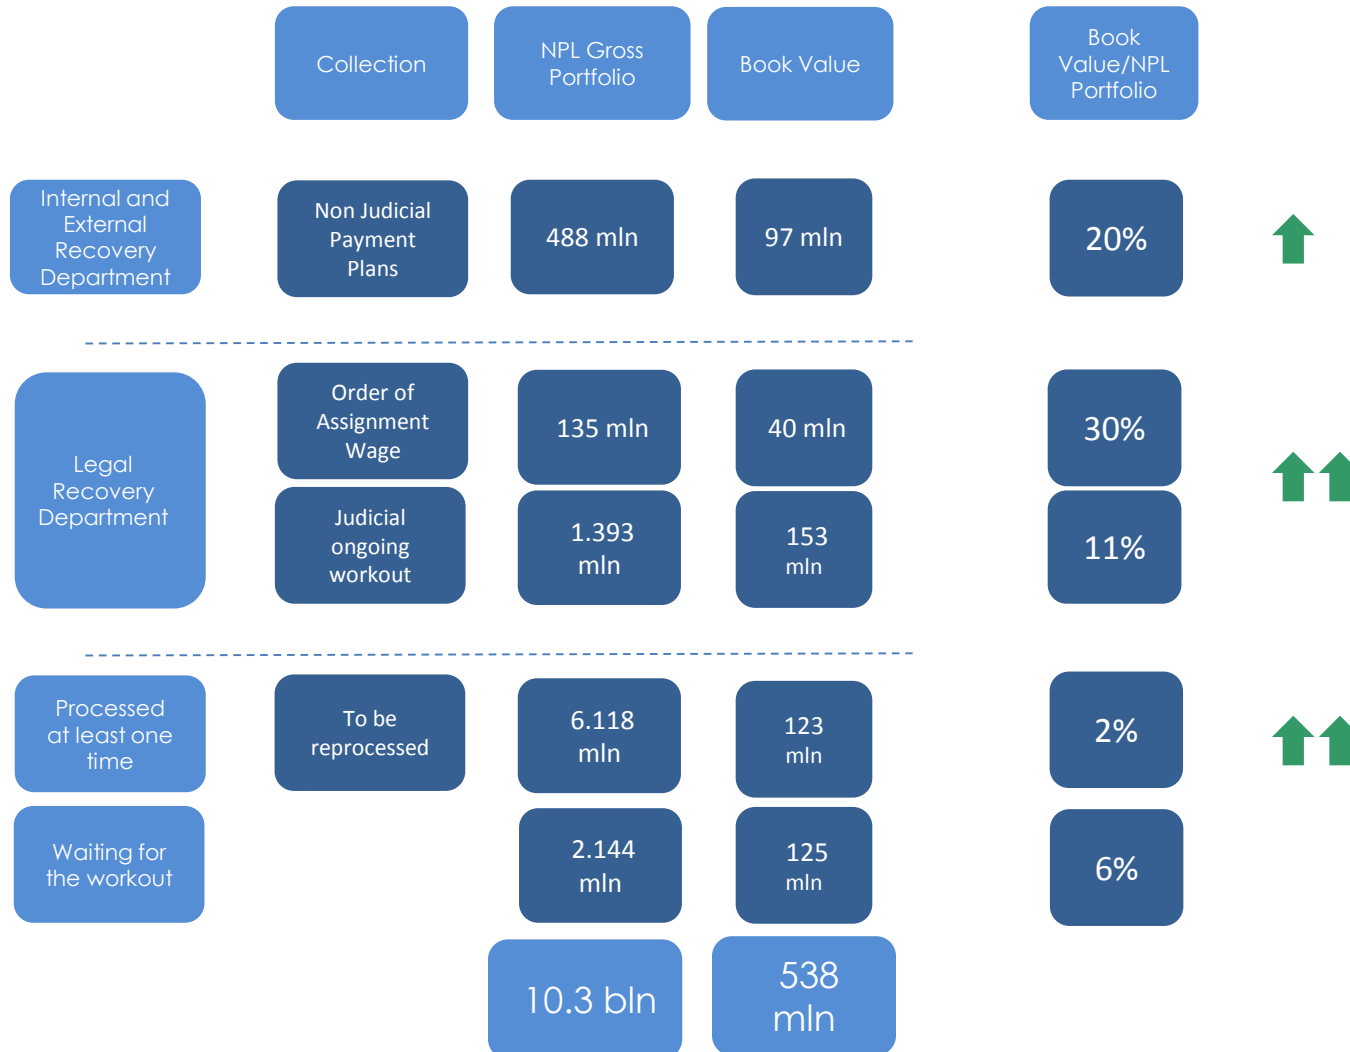 Collection
NPL Gross
Portfolio
Book Value
Book
Value/NPL
Portfolio
Internal and
External
Recovery
Department
Non Judicial
Payment
Plans
488 mln
97 mln
20%
Legal
Recovery
Department
Order of
Assignment
Wage
135 mln
40 mln
30%
Judicial
ongoing
workout
1.393
mln
153
mln
11%
Processed
at least one
time
To be
reprocessed
6.118
mln
123
mln
2%
Waiting for
the workout
2.144
mln
125
mln
6%
10.3 bln
538
mln